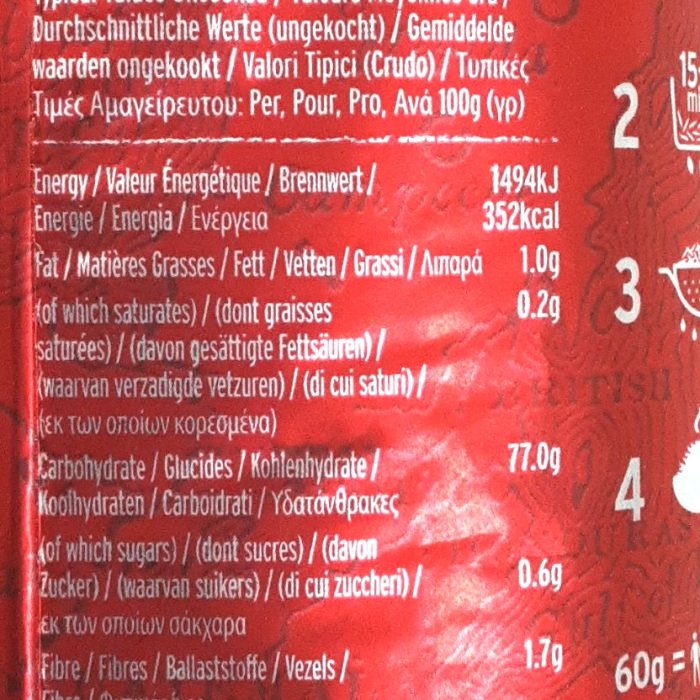 Durchschnittliche Werte (ungekocht) / Gemiddelde
waarden ongekookt / Valori Tipici (Crudo) / Τυπικές
Τιμές Αμαγείρευτου: Per, Pour, Pro, Ανά 100g (γρ)
Energy / Valeur Énergétique / Brennwert / 1494kJ
Energie / Energia / Ενέργεια 352kcal
Fat / Matières Grasses / Fett / Vetten / Grassi / Λιπαρά 1.0g
(of which saturates) / (dont graisses 0.2g
saturées) / (davon gesättigte Fettsäuren) /
(waarvan verzadigde vetzuren) / (di cui saturi) /
(εκ των οποίων κορεσμένα)
Carbohydrate / Glucides / Kohlenhydrate / 77.0g
Koolhydraten / Carboidrati / Υδατάνθρακες
(of which sugars) / (dont sucres) / (davon
Zucker) / (waarvan suikers) / (di cui zuccheri) / 0.6g
εκ των οποίων σάκχαρα
Fibre / Fibres / Ballaststoffe / Vezels / 1.7g
2
3
4
60g =
BRITISH